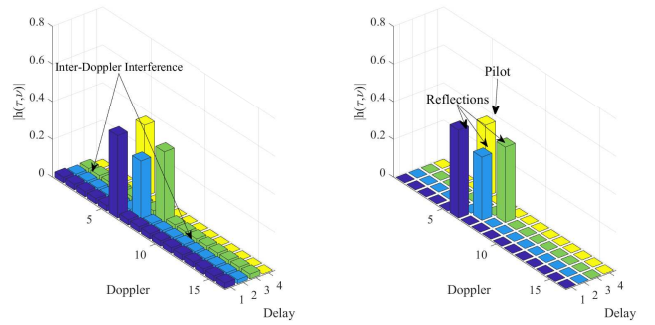 0.8
0.6
|h(τ,ν)|
0.4
0.2
0
Inter-Doppler Interference
5
10
15
Doppler
1 2 3 4
Delay
0.8
0.6
|h(τ,ν)|
0.4
0.2
0
Pilot
Reflections
5
10
15
Doppler
1 2 3 4
Delay